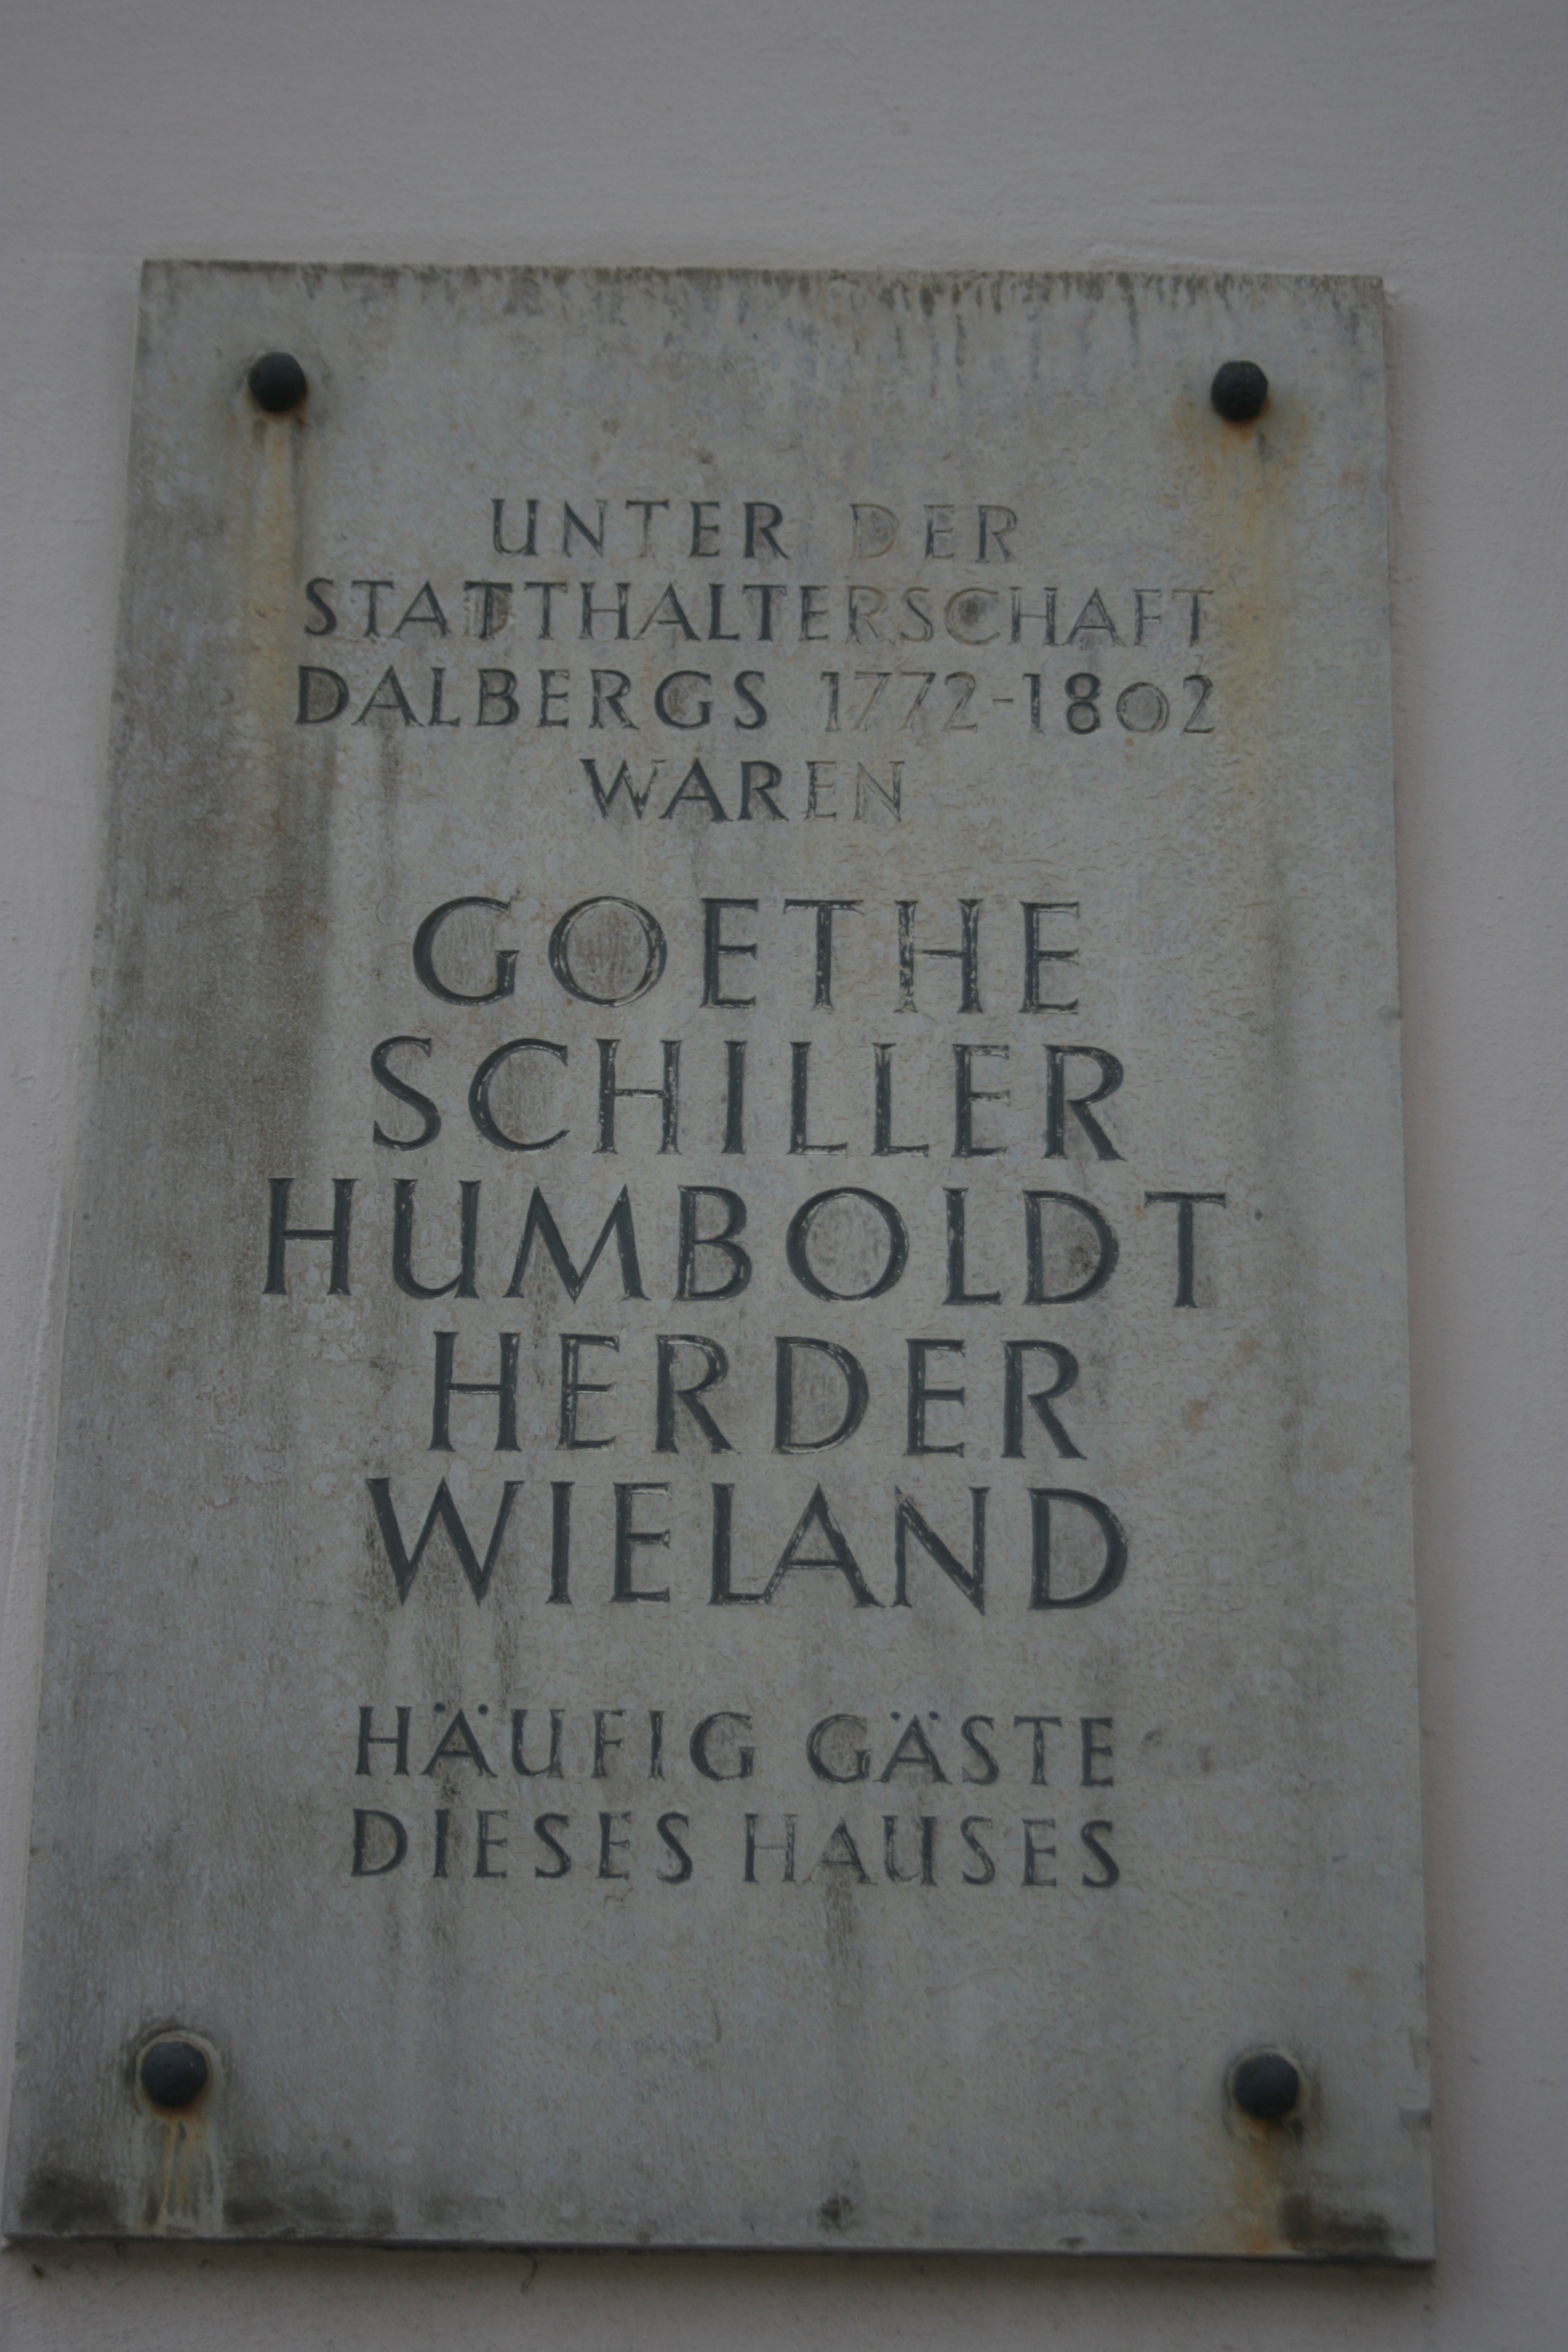 UNTER DER
STATTHALTERSCHAFT
DALBERGS 1772-1802
WAREN
GOETHE
SCHILLER
HUMBOLDT
HERDER
WIELAND
HÄUFIG GÄSTE
DIESES HAUSES